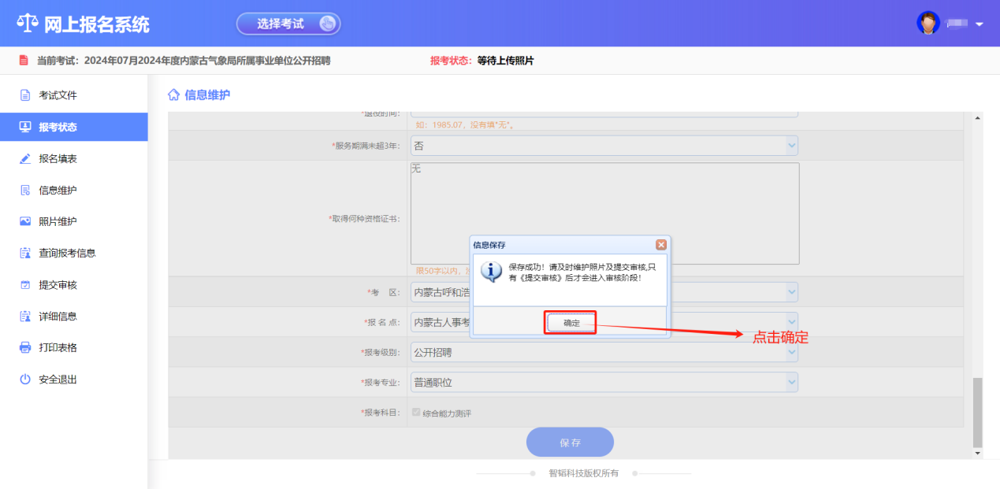 网上报名系统
选择考试
当前考试：2024年07月2024年度内蒙古气象局所属事业单位公开招聘
报考状态：等待上传照片
考试文件
报考状态
报名填表
信息维护
照片维护
查询报考信息
提交审核
详细信息
打印表格
安全退出
信息维护
*退役时间：
如：1985.07，没有填"无"。
*服务期满未超3年：
否
*取得何种资格证书：
无
限50字以内，
*考 区：
内蒙古呼和浩
*报 名 点：
内蒙古人事考
*报考级别：
公开招聘
*报考专业：
普通职位
*报考科目：
综合能力测评
保 存
信息保存
保存成功！请及时维护照片及提交审核,只
有《提交审核》后才会进入审核阶段！
确定
点击确定
智韬科技版权所有